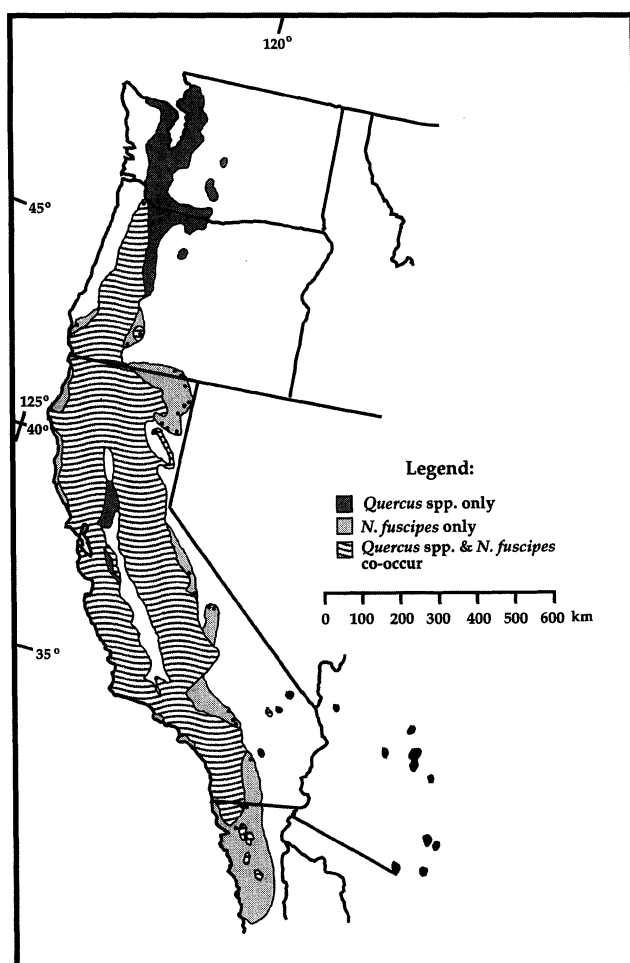 120°
45°
125°
40°
35°
Legend:
Quercus spp. only
N. fuscipes only
Quercus spp. & N. fuscipes
co-occur
0 100 200 300 400 500 600 km